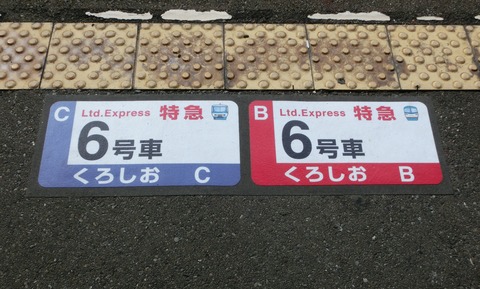 C Ltd.Express 特急
6号車
くろしお C
B Ltd.Express 特急
6号車
くろしお B